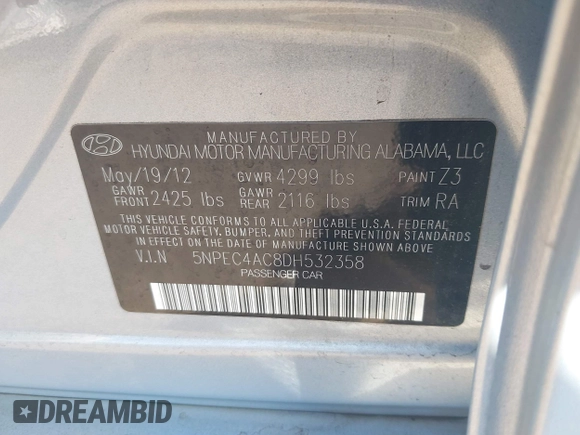 MANUFACTURED BY
HYUNDAI MOTOR MANUFACTURING ALABAMA, LLC
May/19/12 GVWR 4299 lbs PAINT Z3
GAWR FRONT 2425 lbs GAWR REAR 2116 lbs TRIM RA
THIS VEHICLE CONFORMS TO ALL APPLICABLE U.S.A. FEDERAL
MOTOR VEHICLE SAFETY, BUMPER, AND THEFT PREVENTION STANDARDS
IN EFFECT ON THE DATE OF MANUFACTURE SHOWN ABOVE
V.I.N 5NPEC4AC8DH532358
PASSENGER CAR
DREAMBID